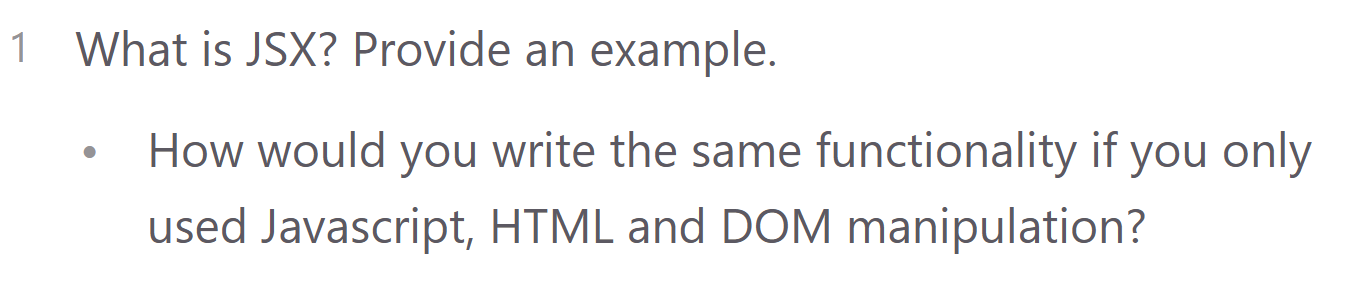 1 What is JSX? Provide an example.
• How would you write the same functionality if you only
used Javascript, HTML and DOM manipulation?